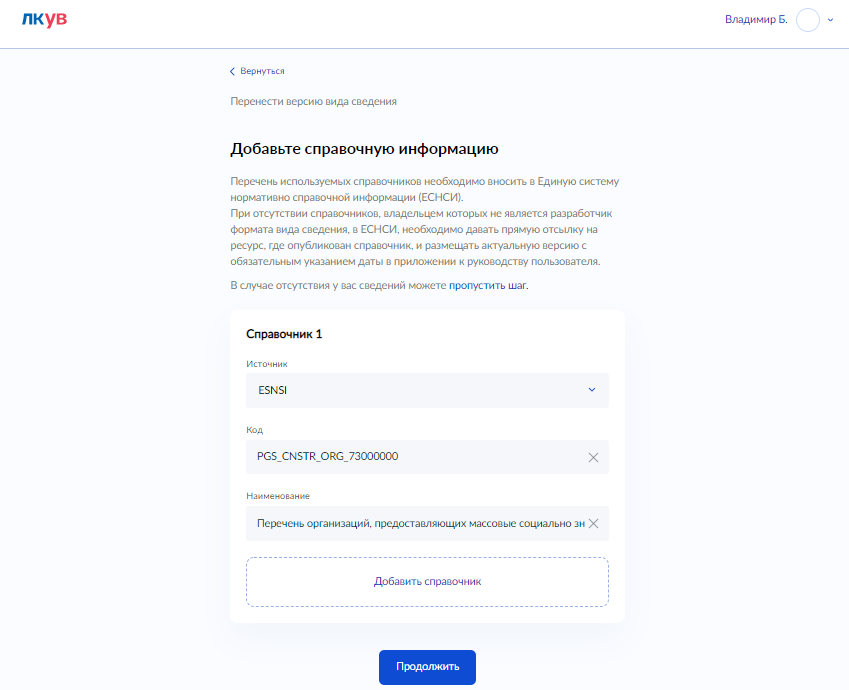 ЛКУВ
Владимир Б.
Вернуться
Перенести версию вида сведения
Добавьте справочную информацию
Перечень используемых справочников необходимо вносить в Единую систему
нормативно справочной информации (ЕСНСИ).
При отсутствии справочников, владельцем которых не является разработчик
формата вида сведения, в ЕСНСИ, необходимо давать прямую отсылку на
ресурс, где опубликован справочник, и размещать актуальную версию с
обязательным указанием даты в приложении к руководству пользователя.
В случае отсутствия у вас сведений можете пропустить шаг.
Справочник 1
Источник
ESNSI
Код
PGS_CNSTR_ORG_73000000
Наименование
Перечень организаций, предоставляющих массовые социально зн
Добавить справочник
Продолжить